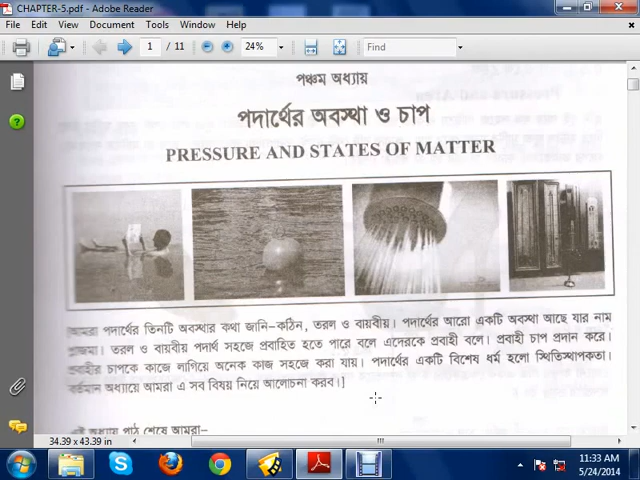 CHAPTER-5.pdf - Adobe Reader
File Edit View Document Tools Window Help
1 / 11 24% Find
পঞ্চম অধ্যায়
পদার্থের অবস্থা ও চাপ
PRESSURE AND STATES OF MATTER
[আমরা পদার্থের তিনটি অবস্থার কথা জানি–কঠিন, তরল ও বায়বীয়। পদার্থের আরো একটি অবস্থা আছে যার নাম
প্লাজমা। তরল ও বায়বীয় পদার্থ সহজে প্রবাহিত হতে পারে বলে এদেরকে প্রবাহী বলে। প্রবাহী চাপ প্রদান করে।
প্রবাহীর চাপকে কাজে লাগিয়ে অনেক কাজ সহজে করা যায়। পদার্থের একটি বিশেষ ধর্ম হলো স্থিতিস্থাপকতা।
বর্তমান অধ্যায়ে আমরা এ সব বিষয় নিয়ে আলোচনা করব।]
এই অধ্যায় পাঠ শেষে আমরা–
34.39 x 43.39 in
11:33 AM
5/24/2014